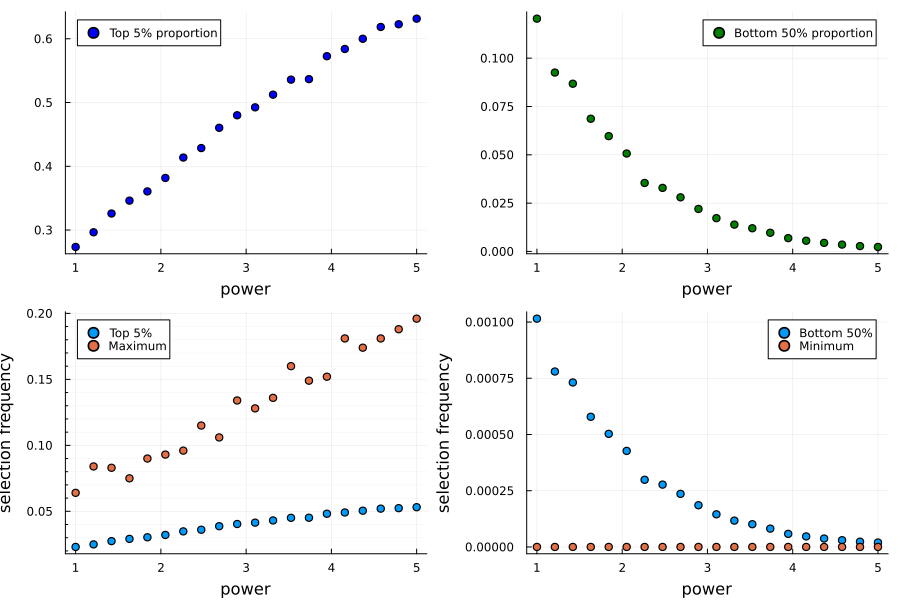 Top 5% proportion
0.6
0.5
0.4
0.3
1 2 3 4 5
power
Bottom 50% proportion
0.100
0.075
0.050
0.025
0.000
1 2 3 4 5
power
selection frequency
Top 5%
Maximum
0.20
0.15
0.10
0.05
1 2 3 4 5
power
selection frequency
Bottom 50%
Minimum
0.00100
0.00075
0.00050
0.00025
0.00000
1 2 3 4 5
power